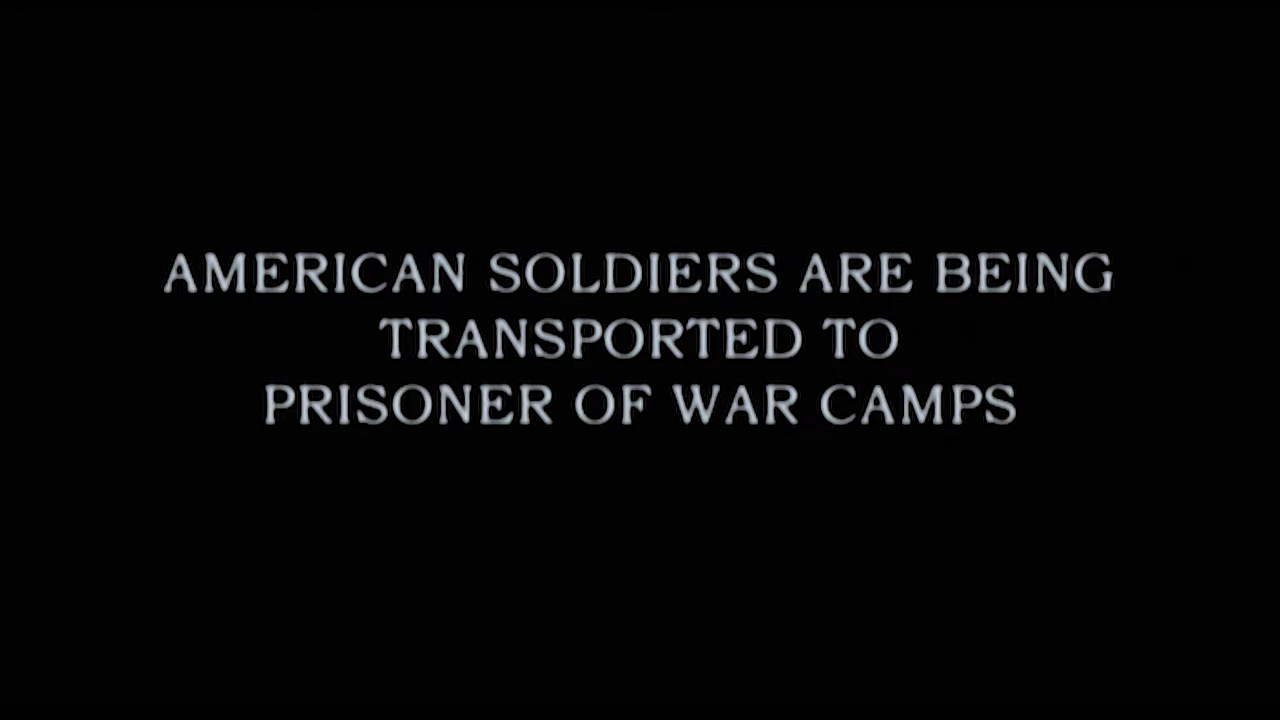 AMERICAN SOLDIERS ARE BEING
TRANSPORTED TO
PRISONER OF WAR CAMPS